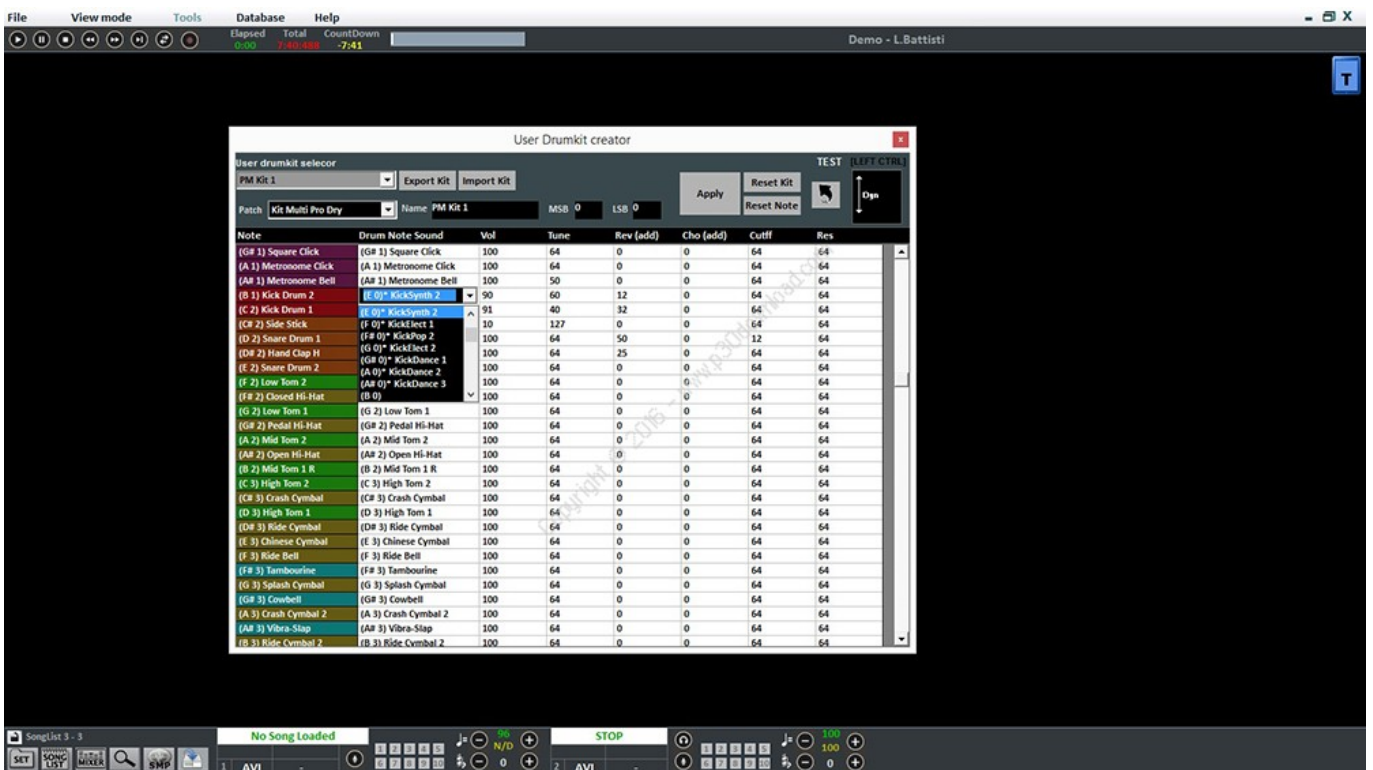 File View mode Tools Database Help
Elapsed Total CountDown
0:00 7:40:488 -7:41 Demo - L.Battisti
T
User Drumkit creator
x
User drumkit selecor TEST [LEFT CTRL]
PM Kit 1 Export Kit Import Kit Apply Reset Kit Dyn
Patch Kit Multi Pro Dry Name PM Kit 1 MSB 0 LSB 0 Reset Note
Note Drum Note Sound Vol Tune Rev (add) Cho (add) Cutff Res
(G# 1) Square Click (G# 1) Square Click 100 64 0 0 64 64
(A 1) Metronome Click (A 1) Metronome Click 100 64 0 0 64 64
(A# 1) Metronome Bell (A# 1) Metronome Bell 100 50 0 0 64 64
(B 1) Kick Drum 2 (E 0)* KickSynth 2 90 60 12 0 64 64
(C 2) Kick Drum 1 (E 0)* KickSynth 2 91 40 32 0 64 64
(C# 2) Side Stick (F 0)* KickElect 1 10 127 0 0 64 64
(D 2) Snare Drum 1 (F# 0)* KickPop 2 100 64 50 0 12 64
(D# 2) Hand Clap H (G 0)* KickElect 2 100 64 25 0 64 64
(G# 0)* KickDance 1
(E 2) Snare Drum 2 (A 0)* KickDance 2 100 64 0 0 64 64
(F 2) Low Tom 2 (A# 0)* KickDance 3 100 64 0 0 64 64
(F# 2) Closed Hi-Hat (B 0) 100 64 0 0 64 64
(G 2) Low Tom 1 (G 2) Low Tom 1 100 64 0 0 64 64
(G# 2) Pedal Hi-Hat (G# 2) Pedal Hi-Hat 100 64 0 0 64 64
(A 2) Mid Tom 2 (A 2) Mid Tom 2 100 64 0 0 64 64
(A# 2) Open Hi-Hat (A# 2) Open Hi-Hat 100 64 0 0 64 64
(B 2) Mid Tom 1 R (B 2) Mid Tom 1 R 100 64 0 0 64 64
(C 3) High Tom 2 (C 3) High Tom 2 100 64 0 0 64 64
(C# 3) Crash Cymbal (C# 3) Crash Cymbal 100 64 0 0 64 64
(D 3) High Tom 1 (D 3) High Tom 1 100 64 0 0 64 64
(D# 3) Ride Cymbal (D# 3) Ride Cymbal 100 64 0 0 64 64
(E 3) Chinese Cymbal (E 3) Chinese Cymbal 100 64 0 0 64 64
(F 3) Ride Bell (F 3) Ride Bell 100 64 0 0 64 64
(F# 3) Tambourine (F# 3) Tambourine 100 64 0 0 64 64
(G 3) Splash Cymbal (G 3) Splash Cymbal 100 64 0 0 64 64
(G# 3) Cowbell (G# 3) Cowbell 100 64 0 0 64 64
(A 3) Crash Cymbal 2 (A 3) Crash Cymbal 2 100 64 0 0 64 64
(A# 3) Vibra-Slap (A# 3) Vibra-Slap 100 64 0 0 64 64
(B 3) Ride Cymbal 2 (B 3) Ride Cymbal 2 100 64 0 0 64 64
Copyright © 2016 - www.p30download.com
SongList 3 - 3 No Song Loaded 96 STOP 100
SET SONG LIST MIXER SMP 1 2 3 4 5 N/D 1 2 3 4 5 100
1 AVI - 6 7 8 9 10 0 2 AVI - 6 7 8 9 10 0